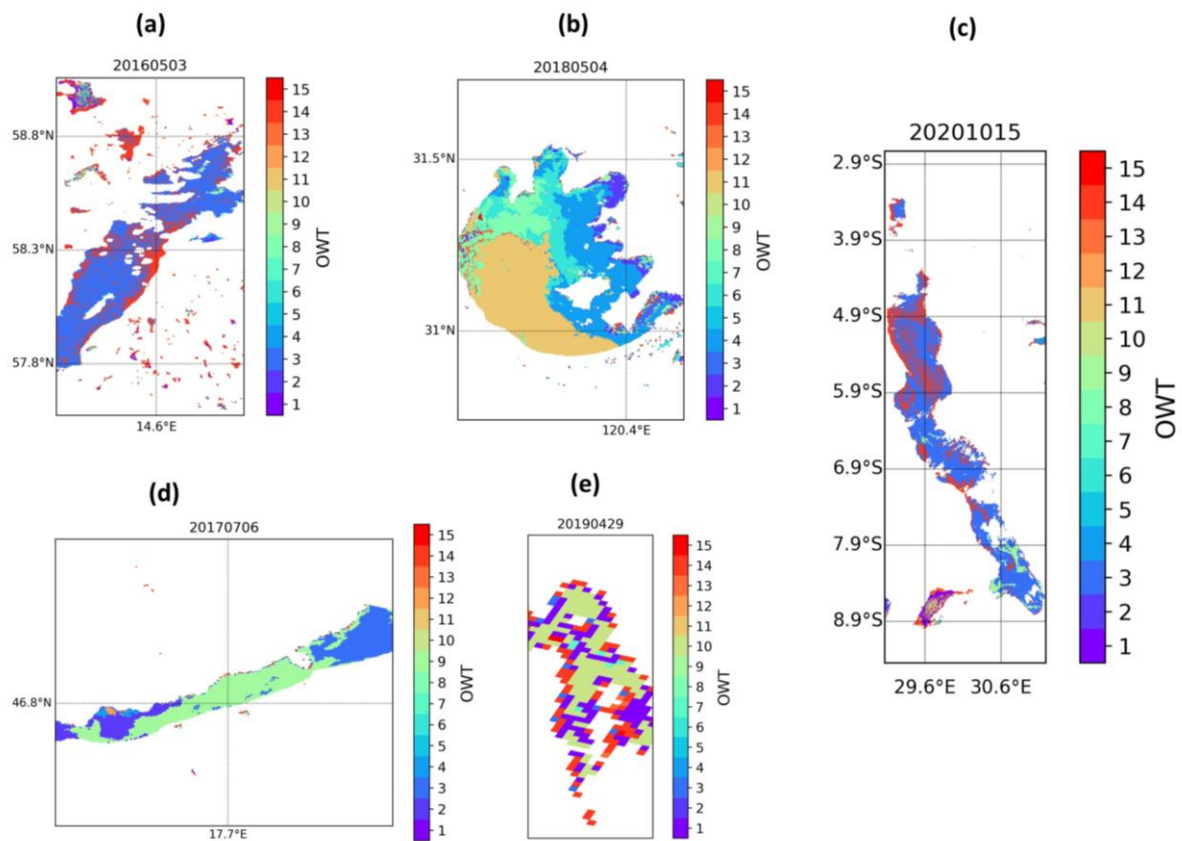 (a)
20160503
58.8°N
58.3°N
57.8°N
14.6°E
15
14
13
12
11
10
9
8
7
6
5
4
3
2
1
OWT
(b)
20180504
31.5°N
31°N
120.4°E
15
14
13
12
11
10
9
8
7
6
5
4
3
2
1
OWT
(c)
20201015
2.9°S
3.9°S
4.9°S
5.9°S
6.9°S
7.9°S
8.9°S
29.6°E 30.6°E
15
14
13
12
11
10
9
8
7
6
5
4
3
2
1
OWT
(d)
20170706
46.8°N
17.7°E
15
14
13
12
11
10
9
8
7
6
5
4
3
2
1
OWT
(e)
20190429
15
14
13
12
11
10
9
8
7
6
5
4
3
2
1
OWT